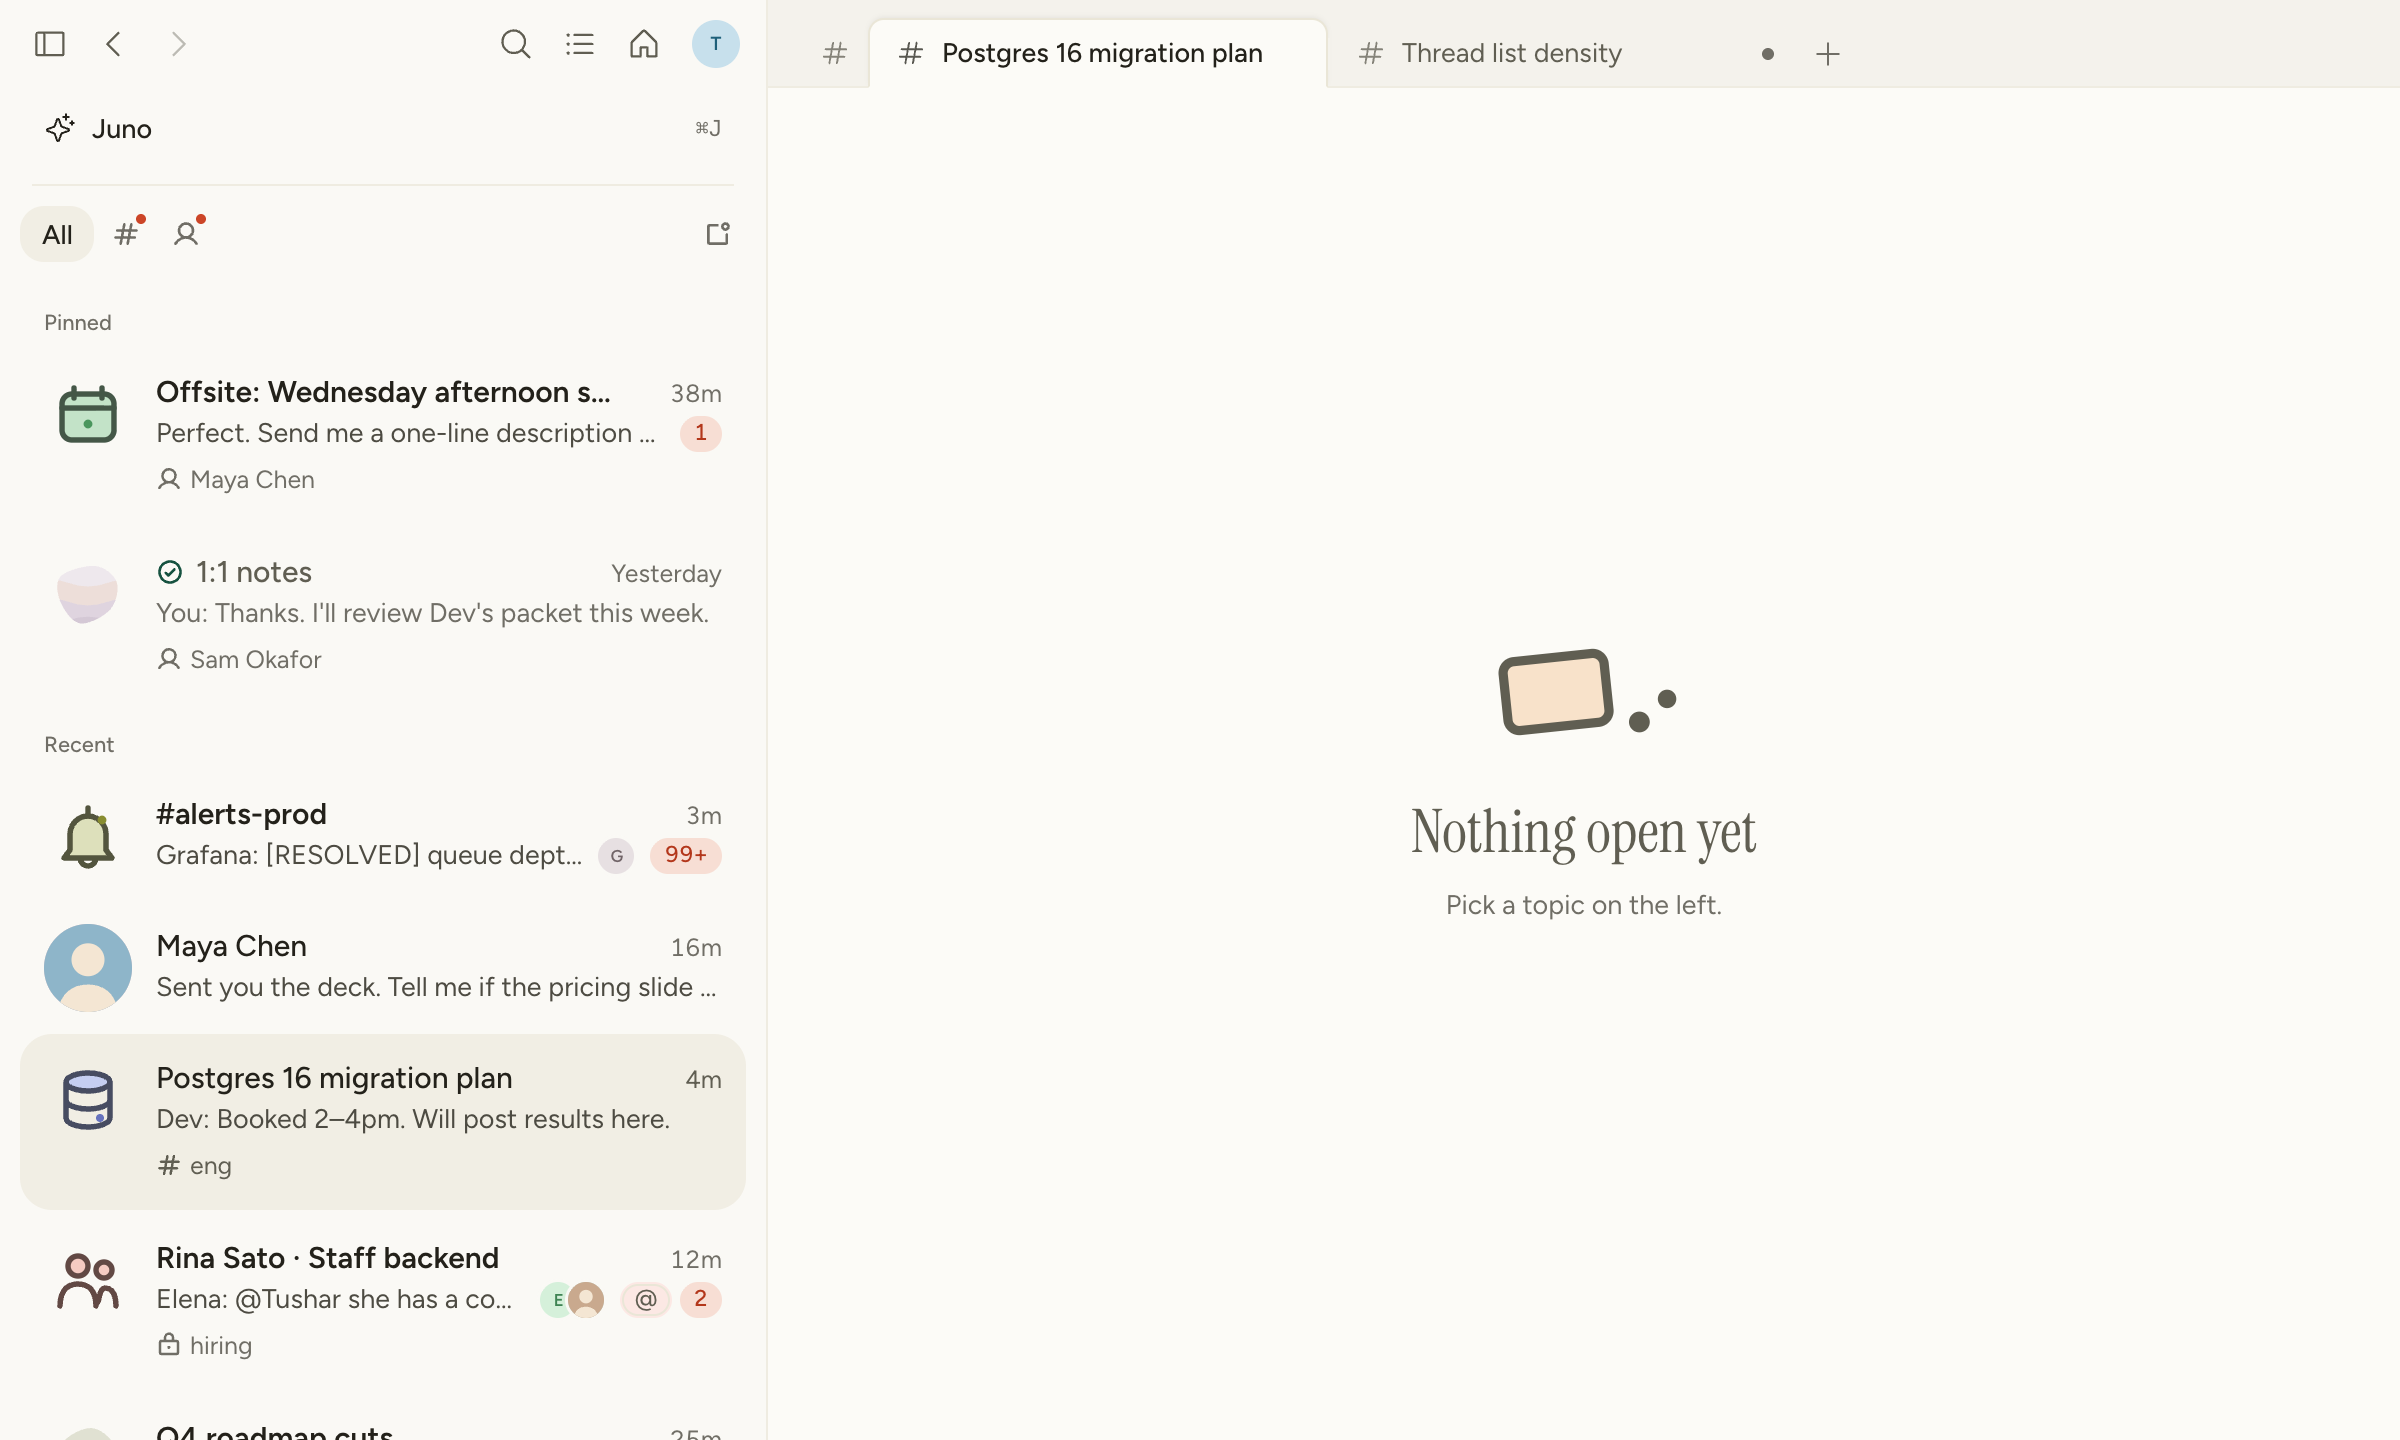 T
Juno
⌘J
All
Pinned
Offsite: Wednesday afternoon s...
38m
Perfect. Send me a one-line description ...
1
Maya Chen
1:1 notes
Yesterday
You: Thanks. I'll review Dev's packet this week.
Sam Okafor
Recent
#alerts-prod
3m
Grafana: [RESOLVED] queue dept...
G
99+
Maya Chen
16m
Sent you the deck. Tell me if the pricing slide ...
Postgres 16 migration plan
4m
Dev: Booked 2–4pm. Will post results here.
# eng
Rina Sato · Staff backend
12m
Elena: @Tushar she has a co...
E
@
2
hiring
Q4 roadmap cuts
25m
#
# Postgres 16 migration plan
# Thread list density
Nothing open yet
Pick a topic on the left.